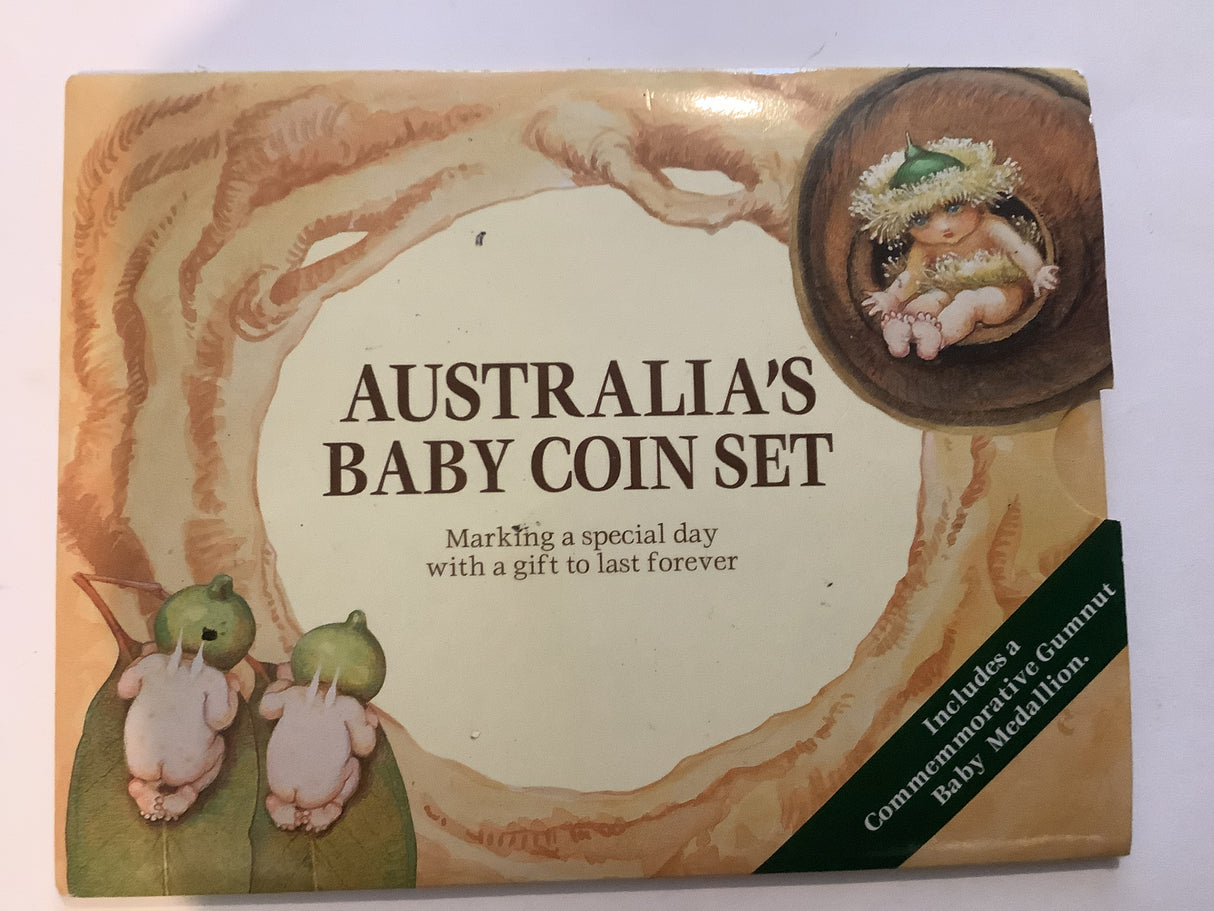 AUSTRALIA'S
BABY COIN SET
Marking a special day
with a gift to last forever
Includes a
Commemmorative Gumnut
Baby Medallion.